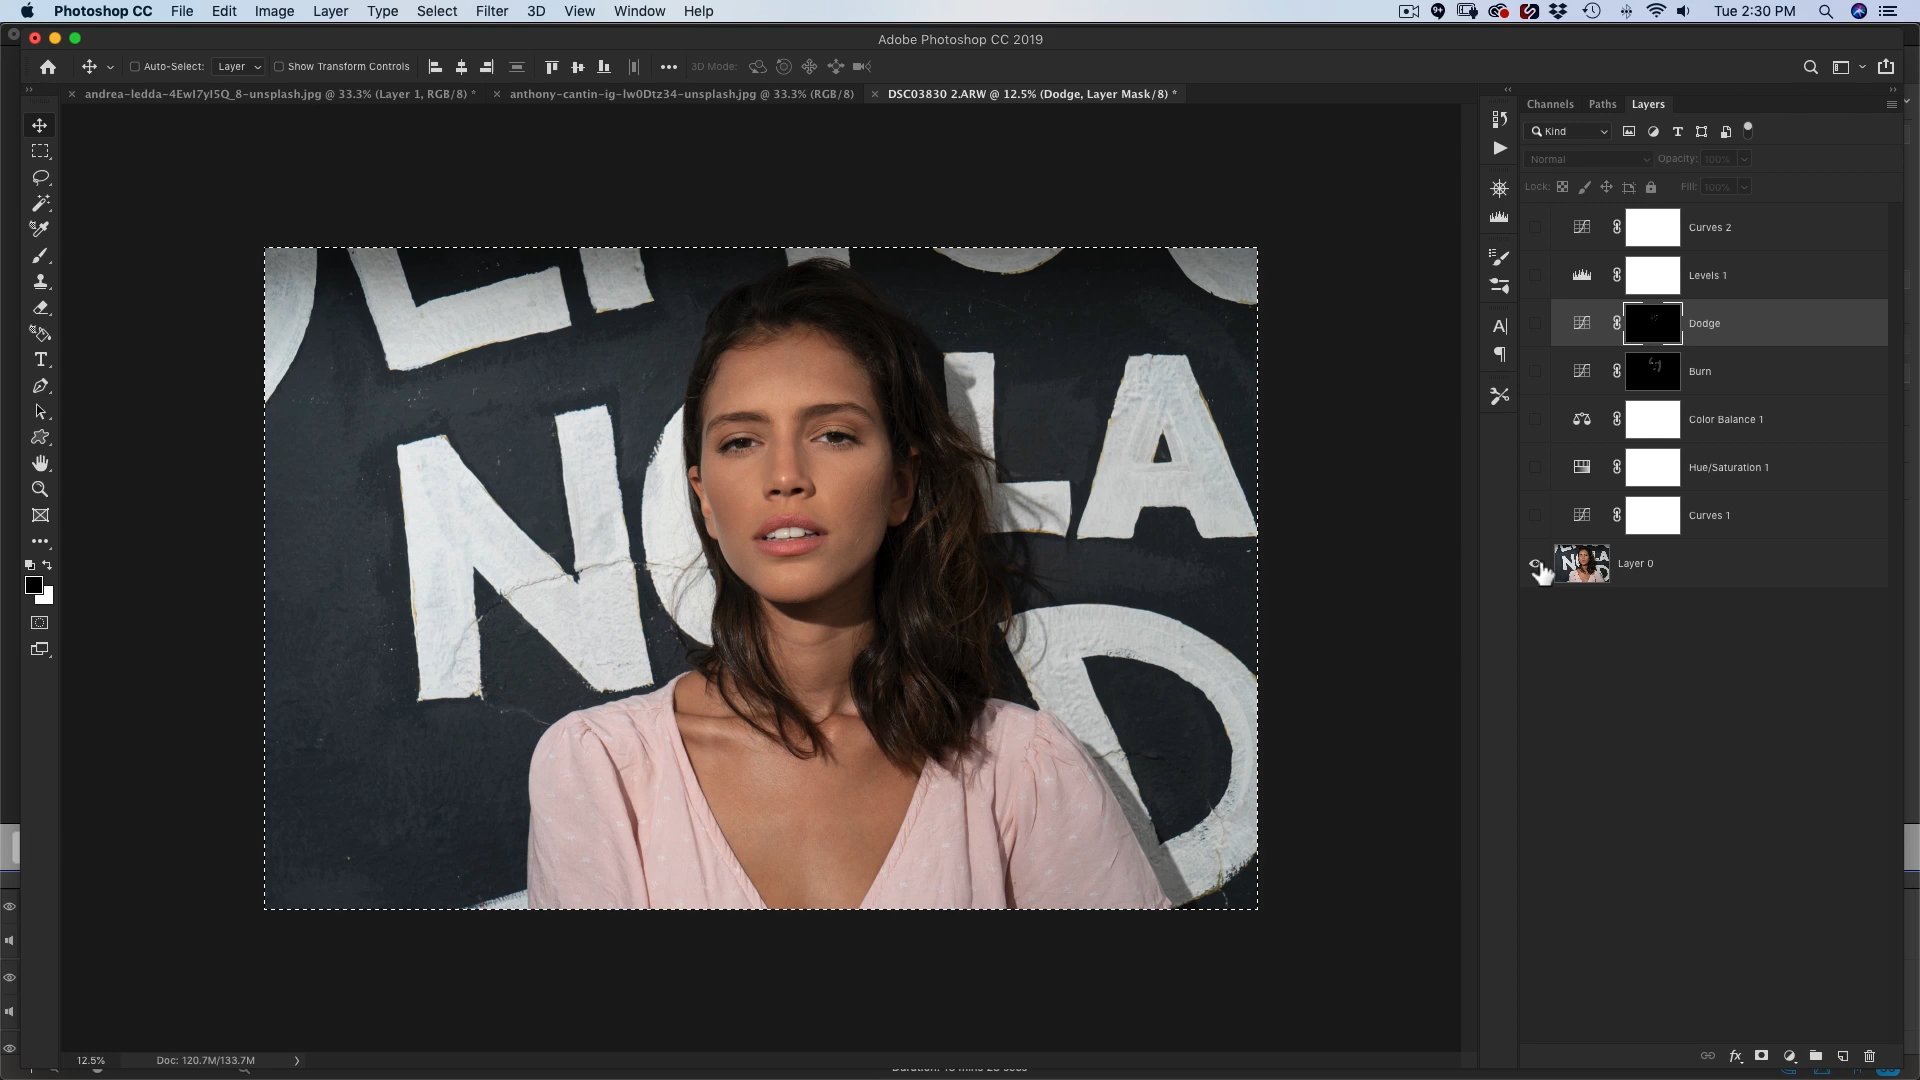 Photoshop CC File Edit Image Layer Type Select Filter 3D View Window Help
9+ Tue 2:30 PM
Adobe Photoshop CC 2019
Auto-Select: Layer Show Transform Controls 3D Mode:
andrea-ledda-4EwI7yI5Q_8-unsplash.jpg @ 33.3% (Layer 1, RGB/8) * anthony-cantin-ig-lw0Dtz34-unsplash.jpg @ 33.3% (RGB/8) DSC03830 2.ARW @ 12.5% (Dodge, Layer Mask/8) *
Channels Paths Layers
Kind
Normal Opacity: 100%
Lock: Fill: 100%
Curves 2
Levels 1
Dodge
Burn
Color Balance 1
Hue/Saturation 1
Curves 1
Layer 0
NOLA
D
12.5% Doc: 120.7M/133.7M